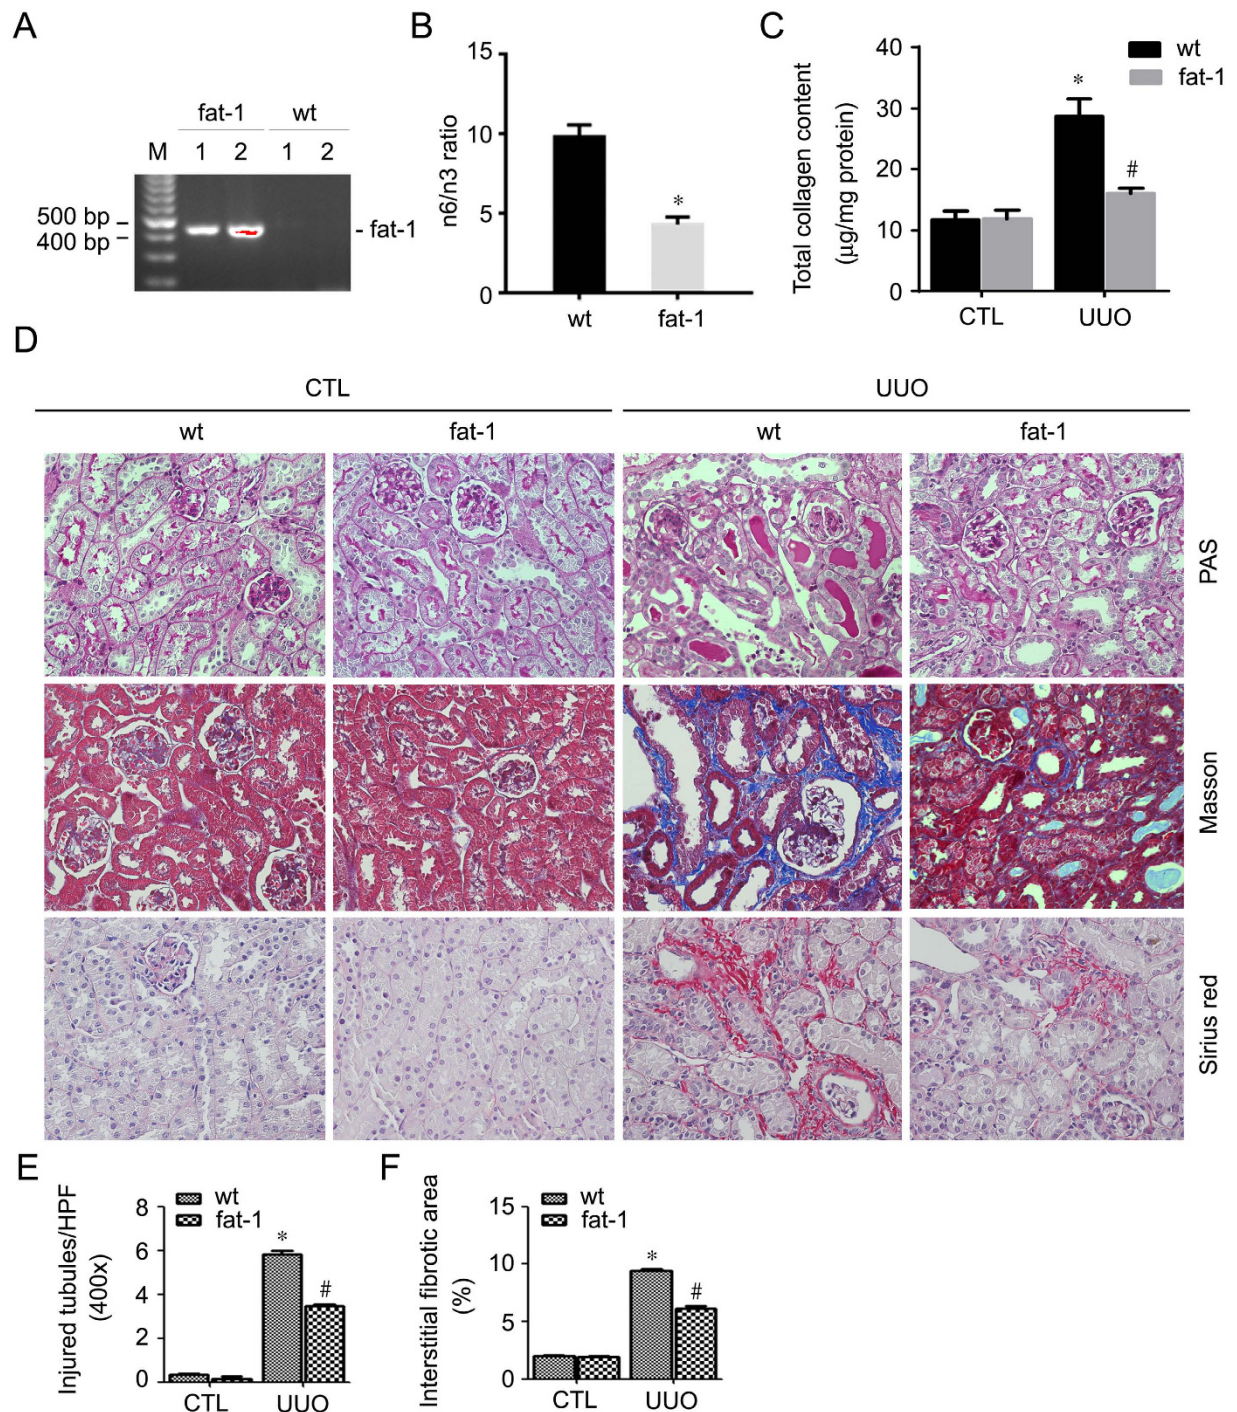 A
fat-1 wt
M 1 2 1 2
500 bp
400 bp
- fat-1
B
n6/n3 ratio
15
10
5
0
*
wt fat-1
C
Total collagen content
(µg/mg protein)
40
30
20
10
0
wt
fat-1
*
#
CTL UUO
D
CTL UUO
wt fat-1 wt fat-1
PAS
Masson
Sirius red
E
Injured tubules/HPF
(400x)
8
6
4
2
0
wt
fat-1
*
#
CTL UUO
F
Interstitial fibrotic area
(%)
15
10
5
0
wt
fat-1
*
#
CTL UUO